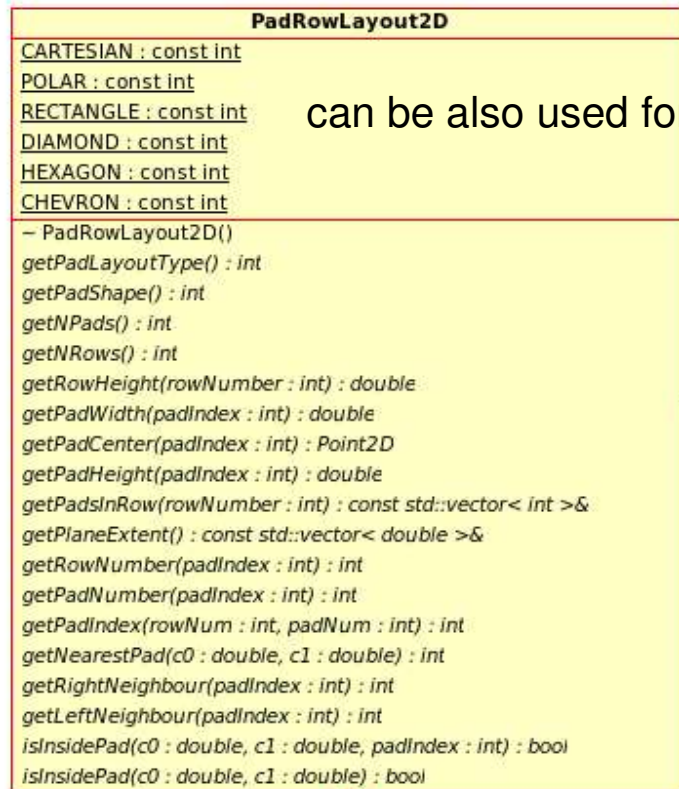 PadRowLayout2D
CARTESIAN : const int
POLAR : const int
RECTANGLE : const int
can be also used fo
DIAMOND : const int
HEXAGON : const int
CHEVRON : const int
~ PadRowLayout2D()
getPadLayoutType() : int
getPadShape() : int
getNPads() : int
getNRows() : int
getRowHeight(rowNumber : int) : double
getPadWidth(padIndex : int) : double
getPadCenter(padIndex : int) : Point2D
getPadHeight(padIndex : int) : double
getPadsInRow(rowNumber : int) : const std::vector< int >&
getPlaneExtent() : const std::vector< double >&
getRowNumber(padIndex : int) : int
getPadNumber(padIndex : int) : int
getPadIndex(rowNum : int, padNum : int) : int
getNearestPad(c0 : double, c1 : double) : int
getRightNeighbour(padIndex : int) : int
getLeftNeighbour(padIndex : int) : int
isInsidePad(c0 : double, c1 : double, padIndex : int) : bool
isInsidePad(c0 : double, c1 : double) : bool